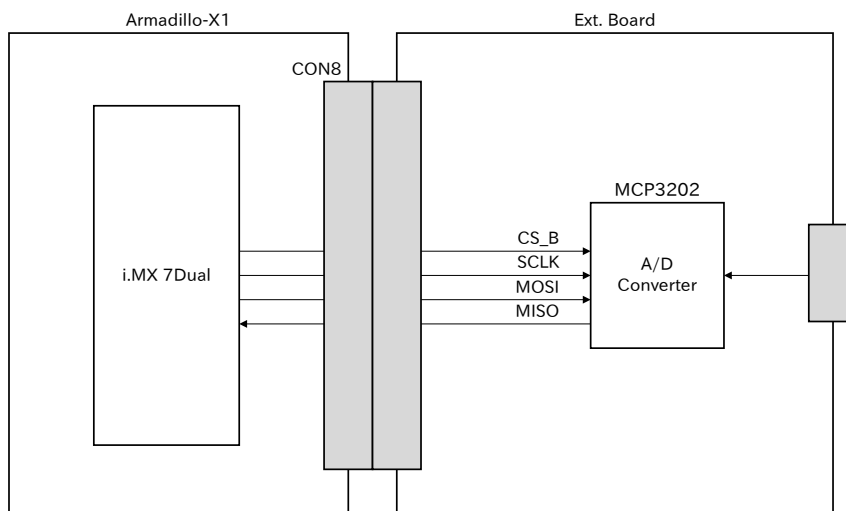 Armadillo-X1
Ext. Board
CON8
MCP3202
i.MX 7Dual
CS_B
SCLK
MOSI
MISO
A/D
Converter